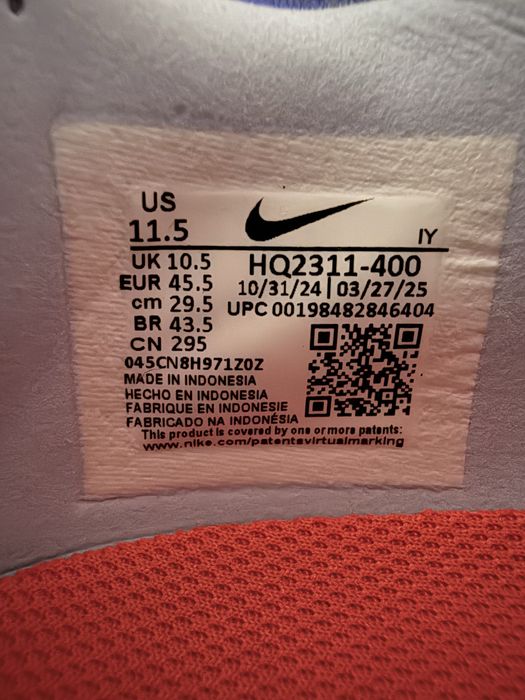 US
11.5
IY
UK 10.5
HQ2311-400
EUR 45.5
10/31/24 | 03/27/25
cm 29.5
UPC 00198482846404
BR 43.5
CN 295
045CN8H971Z0Z
MADE IN INDONESIA
HECHO EN INDONESIA
FABRIQUE EN INDONESIE
FABRICADO NA INDONÉSIA
This product is covered by one or more patents:
www.nike.com/patentsvirtualmarking